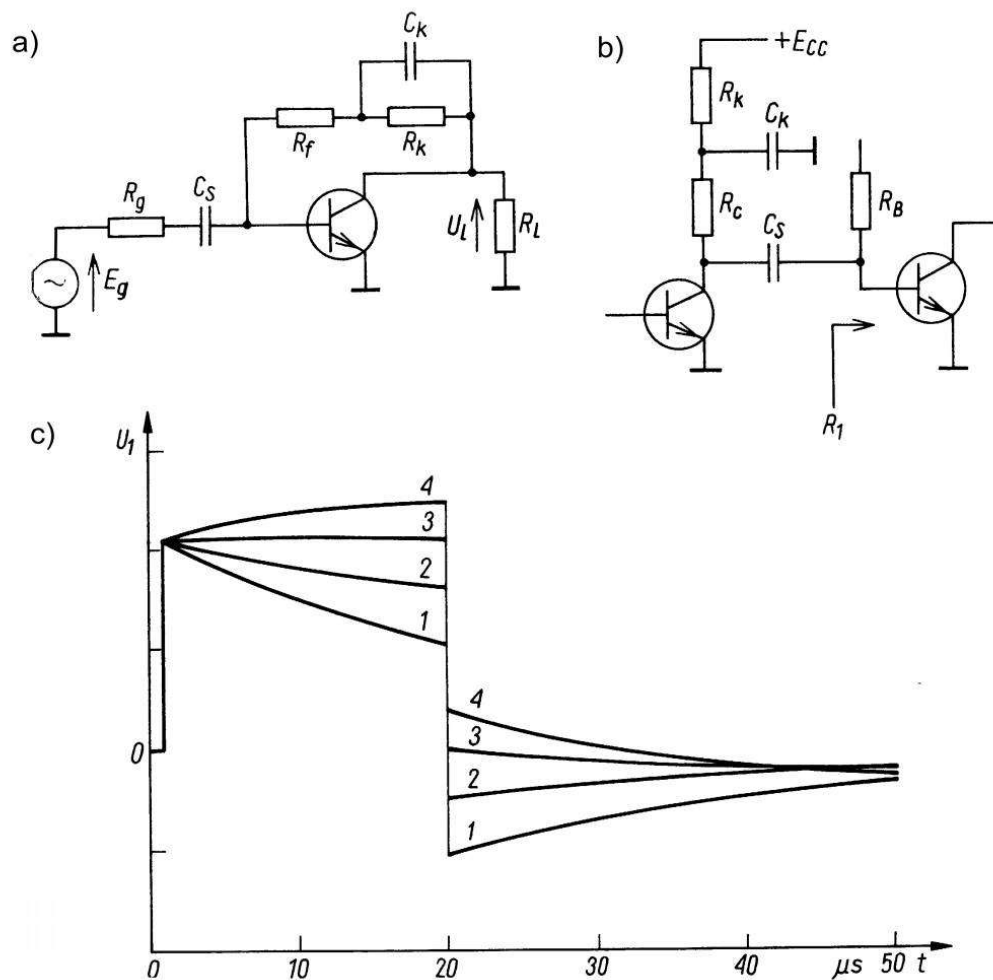 a)
C_k
R_f
R_k
R_g
C_S
E_g
U_L
R_L
b)
+E_CC
R_k
C_k
R_C
C_S
R_B
R_1
c)
U_1
4
3
2
1
4
3
2
1
0
0 10 20 30 40 μs 50 t